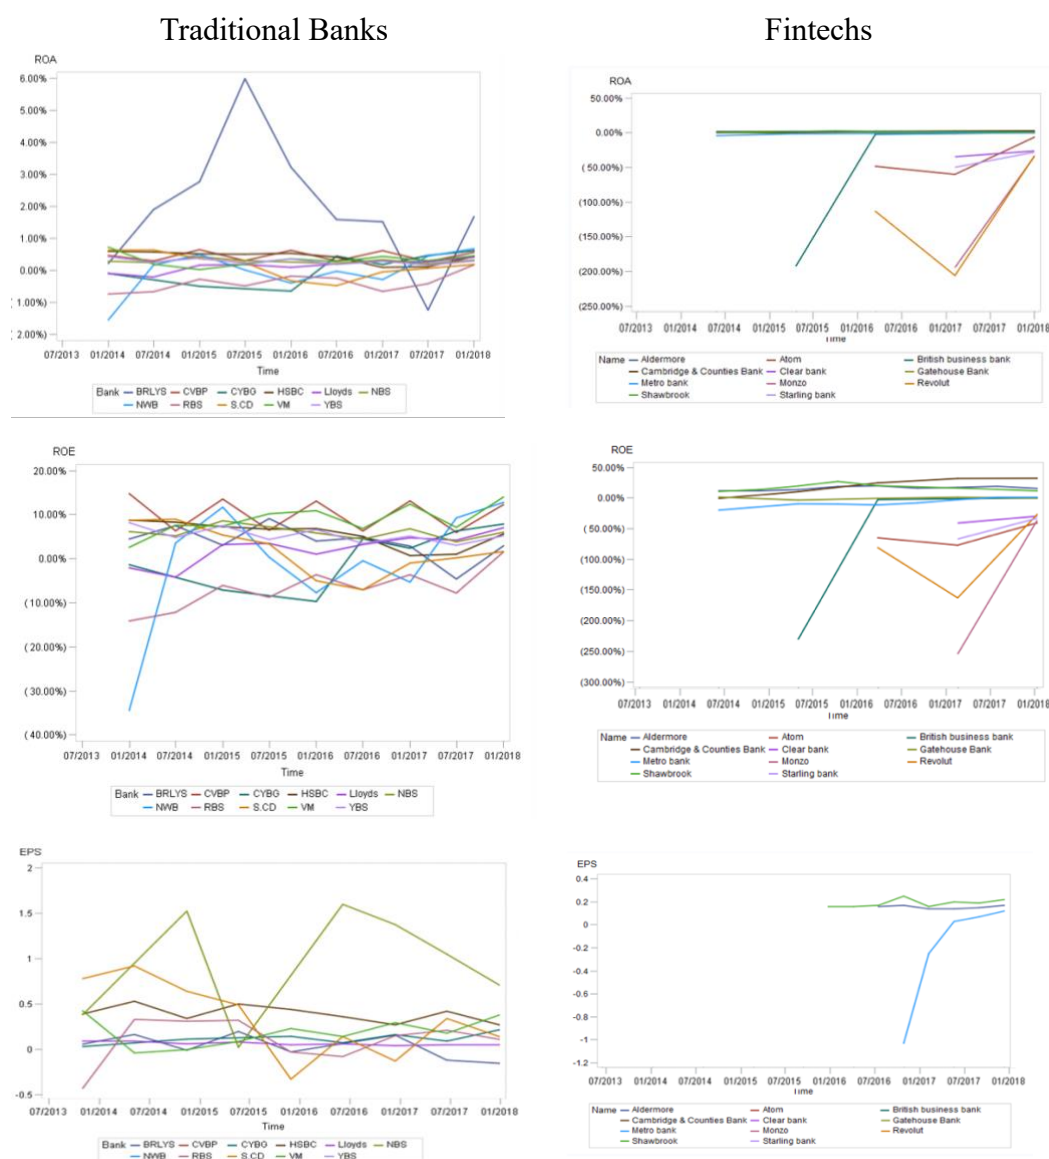 Traditional Banks
Fintechs
ROA
6.00%
5.00%
4.00%
3.00%
2.00%
1.00%
0.00%
1.00%)
2.00%)
07/2013 01/2014 07/2014 01/2015 07/2015 01/2016 07/2016 01/2017 07/2017 01/2018
Time
Bank BRLYS CVBP CYBG HSBC Lloyds NBS
NWB RBS S.CD VM YBS
ROA
50.00%
0.00%
(50.00%)
(100.00%)
(150.00%)
(200.00%)
(250.00%)
07/2013 01/2014 07/2014 01/2015 07/2015 01/2016 07/2016 01/2017 07/2017 01/2018
Time
Name Aldermore Atom British business bank
Cambridge & Counties Bank Clear bank Gatehouse Bank
Metro bank Monzo Revolut
Shawbrook Starling bank
ROE
20.00%
10.00%
0.00%
(10.00%)
( 20.00%)
( 30.00%)
( 40.00%)
07/2013 01/2014 07/2014 01/2015 07/2015 01/2016 07/2016 01/2017 07/2017 01/2018
Time
Bank BRLYS CVBP CYBG HSBC Lloyds NBS
NWB RBS S.CD VM YBS
ROE
50.00%
0.00%
(50.00%)
(100.00%)
(150.00%)
(200.00%)
(250.00%)
(300.00%)
07/2013 01/2014 07/2014 01/2015 07/2015 01/2016 07/2016 01/2017 07/2017 01/2018
Time
Name Aldermore Atom British business bank
Cambridge & Counties Bank Clear bank Gatehouse Bank
Metro bank Monzo Revolut
Shawbrook Starling bank
EPS
2
1.5
1
0.5
0
-0.5
07/2013 01/2014 07/2014 01/2015 07/2015 01/2016 07/2016 01/2017 07/2017 01/2018
Time
Bank BRLYS CVBP CYBG HSBC Lloyds NBS
NWB RBS S.CD VM YBS
EPS
0.4
0.2
0
-0.2
-0.4
-0.6
-0.8
-1
-1.2
07/2013 01/2014 07/2014 01/2015 07/2015 01/2016 07/2016 01/2017 07/2017 01/2018
Name Aldermore Atom British business bank
Cambridge & Counties Bank Clear bank Gatehouse Bank
Metro bank Monzo Revolut
Shawbrook Starling bank